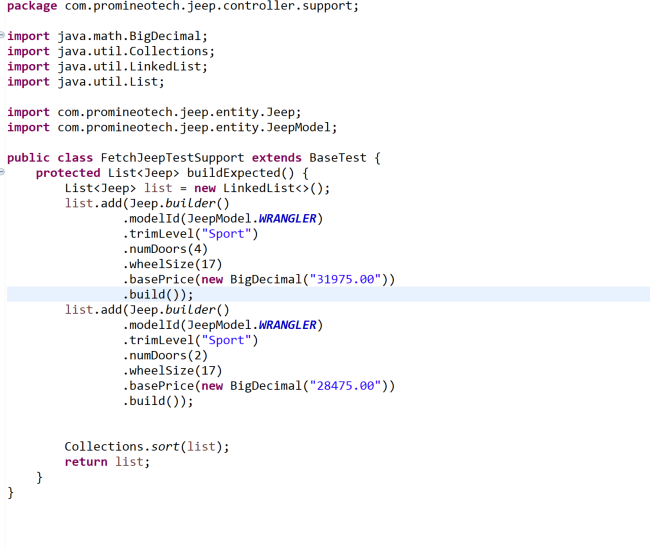 package com.promineotech.jeep.controller.support;
import java.math.BigDecimal;
import java.util.Collections;
import java.util.LinkedList;
import java.util.List;
import com.promineotech.jeep.entity.Jeep;
import com.promineotech.jeep.entity.JeepModel;
public class FetchJeepTestSupport extends BaseTest {
    protected List<Jeep> buildExpected() {
        List<Jeep> list = new LinkedList<>();
        list.add(Jeep.builder()
                .modelId(JeepModel.WRANGLER)
                .trimLevel("Sport")
                .numDoors(4)
                .wheelSize(17)
                .basePrice(new BigDecimal("31975.00"))
                .build());
        list.add(Jeep.builder()
                .modelId(JeepModel.WRANGLER)
                .trimLevel("Sport")
                .numDoors(2)
                .wheelSize(17)
                .basePrice(new BigDecimal("28475.00"))
                .build());
        Collections.sort(list);
        return list;
    }
}